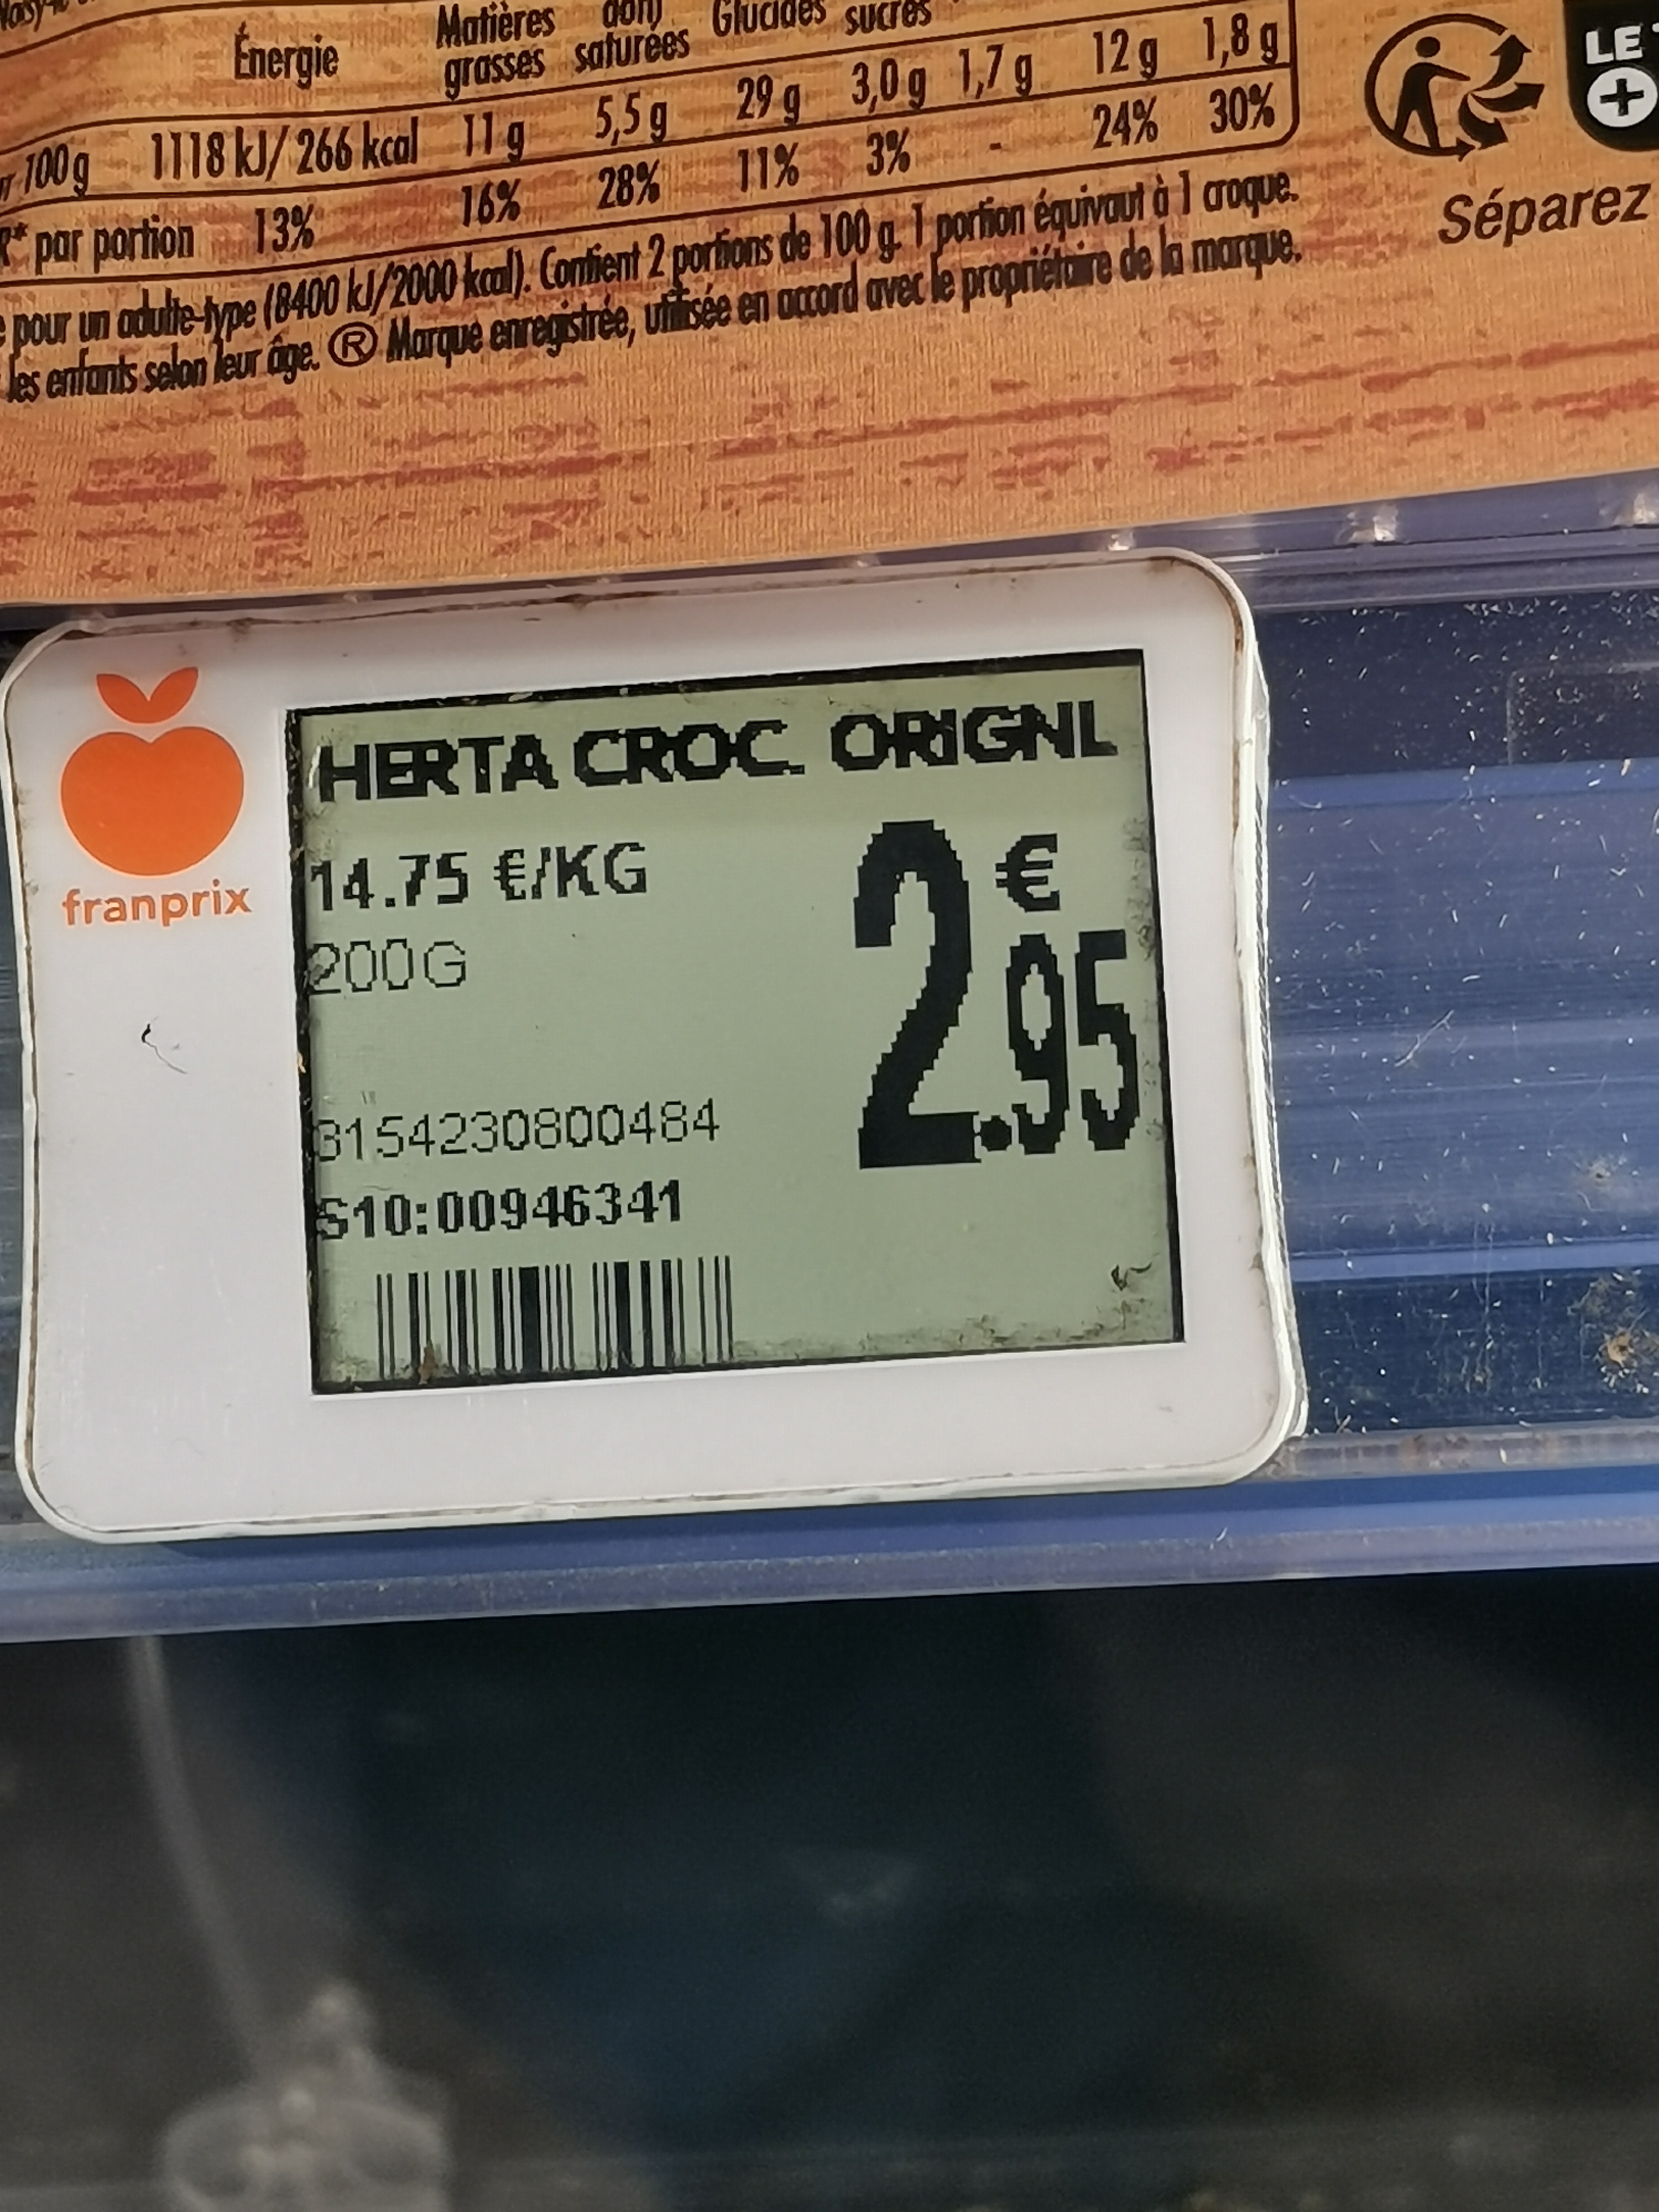 Énergie
Matières
grasses
dont
saturées
Glucides
sucres
100g 1118 kJ/ 266 kcal 11 g 5,5 g 29 g 3,0 g 1,7 g 12 g 1,8 g
par portion 13% 16% 28% 11% 3% - 24% 30%
pour un adulte-type (8400 kJ/2000 kcal). Contient 2 portions de 100 g. 1 portion équivaut à 1 croque.
les enfants selon leur âge. ® Marque enregistrée, utilisée en accord avec le propriétaire de la marque.
LE
Séparez
franprix
HERTA CROC. ORIGNL
14.75 €/KG
200G
2.95 €
3154230800484
S10:00946341